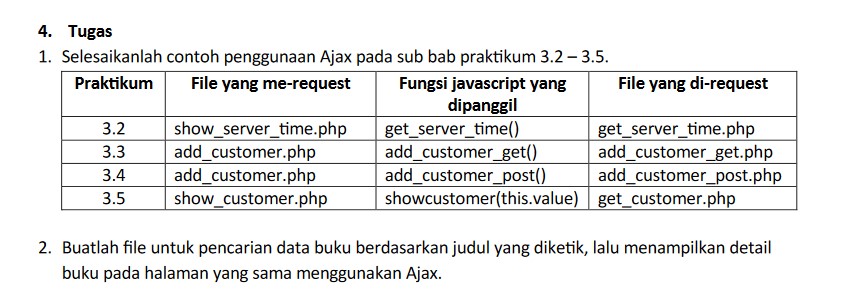 4. Tugas
1. Selesaikanlah contoh penggunaan Ajax pada sub bab praktikum 3.2 – 3.5.
Praktikum File yang me-request Fungsi javascript yang dipanggil File yang di-request
3.2 show_server_time.php get_server_time() get_server_time.php
3.3 add_customer.php add_customer_get() add_customer_get.php
3.4 add_customer.php add_customer_post() add_customer_post.php
3.5 show_customer.php showcustomer(this.value) get_customer.php
2. Buatlah file untuk pencarian data buku berdasarkan judul yang diketik, lalu menampilkan detail
buku pada halaman yang sama menggunakan Ajax.